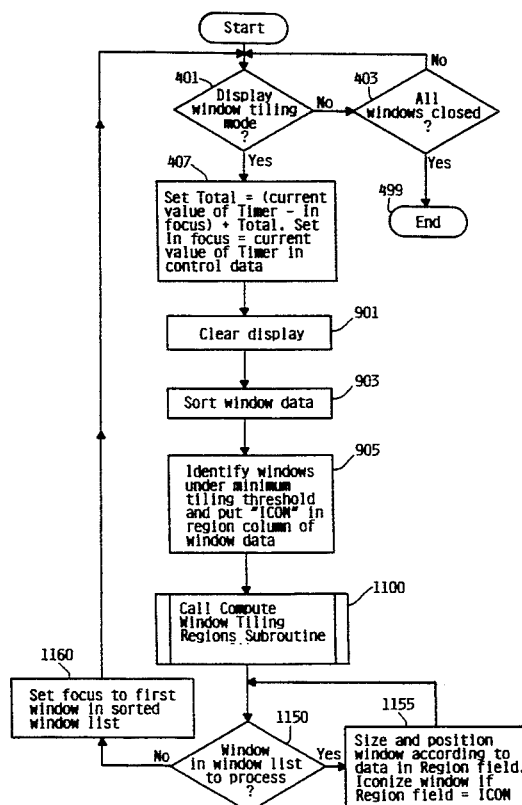 Start
401
Display
window tiling
mode
?
No
Yes
No
403
All
windows closed
?
Yes
499
End
407
Set Total = (current
value of Timer - In
focus) + Total. Set
In focus = current
value of Timer in
control data
901
Clear display
903
Sort window data
905
Identify windows
under minimum
tiling threshold
and put "ICON" in
region column of
window data
1100
Call Compute
Window Tiling
Regions Subroutine
1160
Set focus to first
window in sorted
window list
1150
Window
in window list
to process
?
No
Yes
1155
Size and position
window according to
data in Region field.
Iconize window if
Region field = ICON